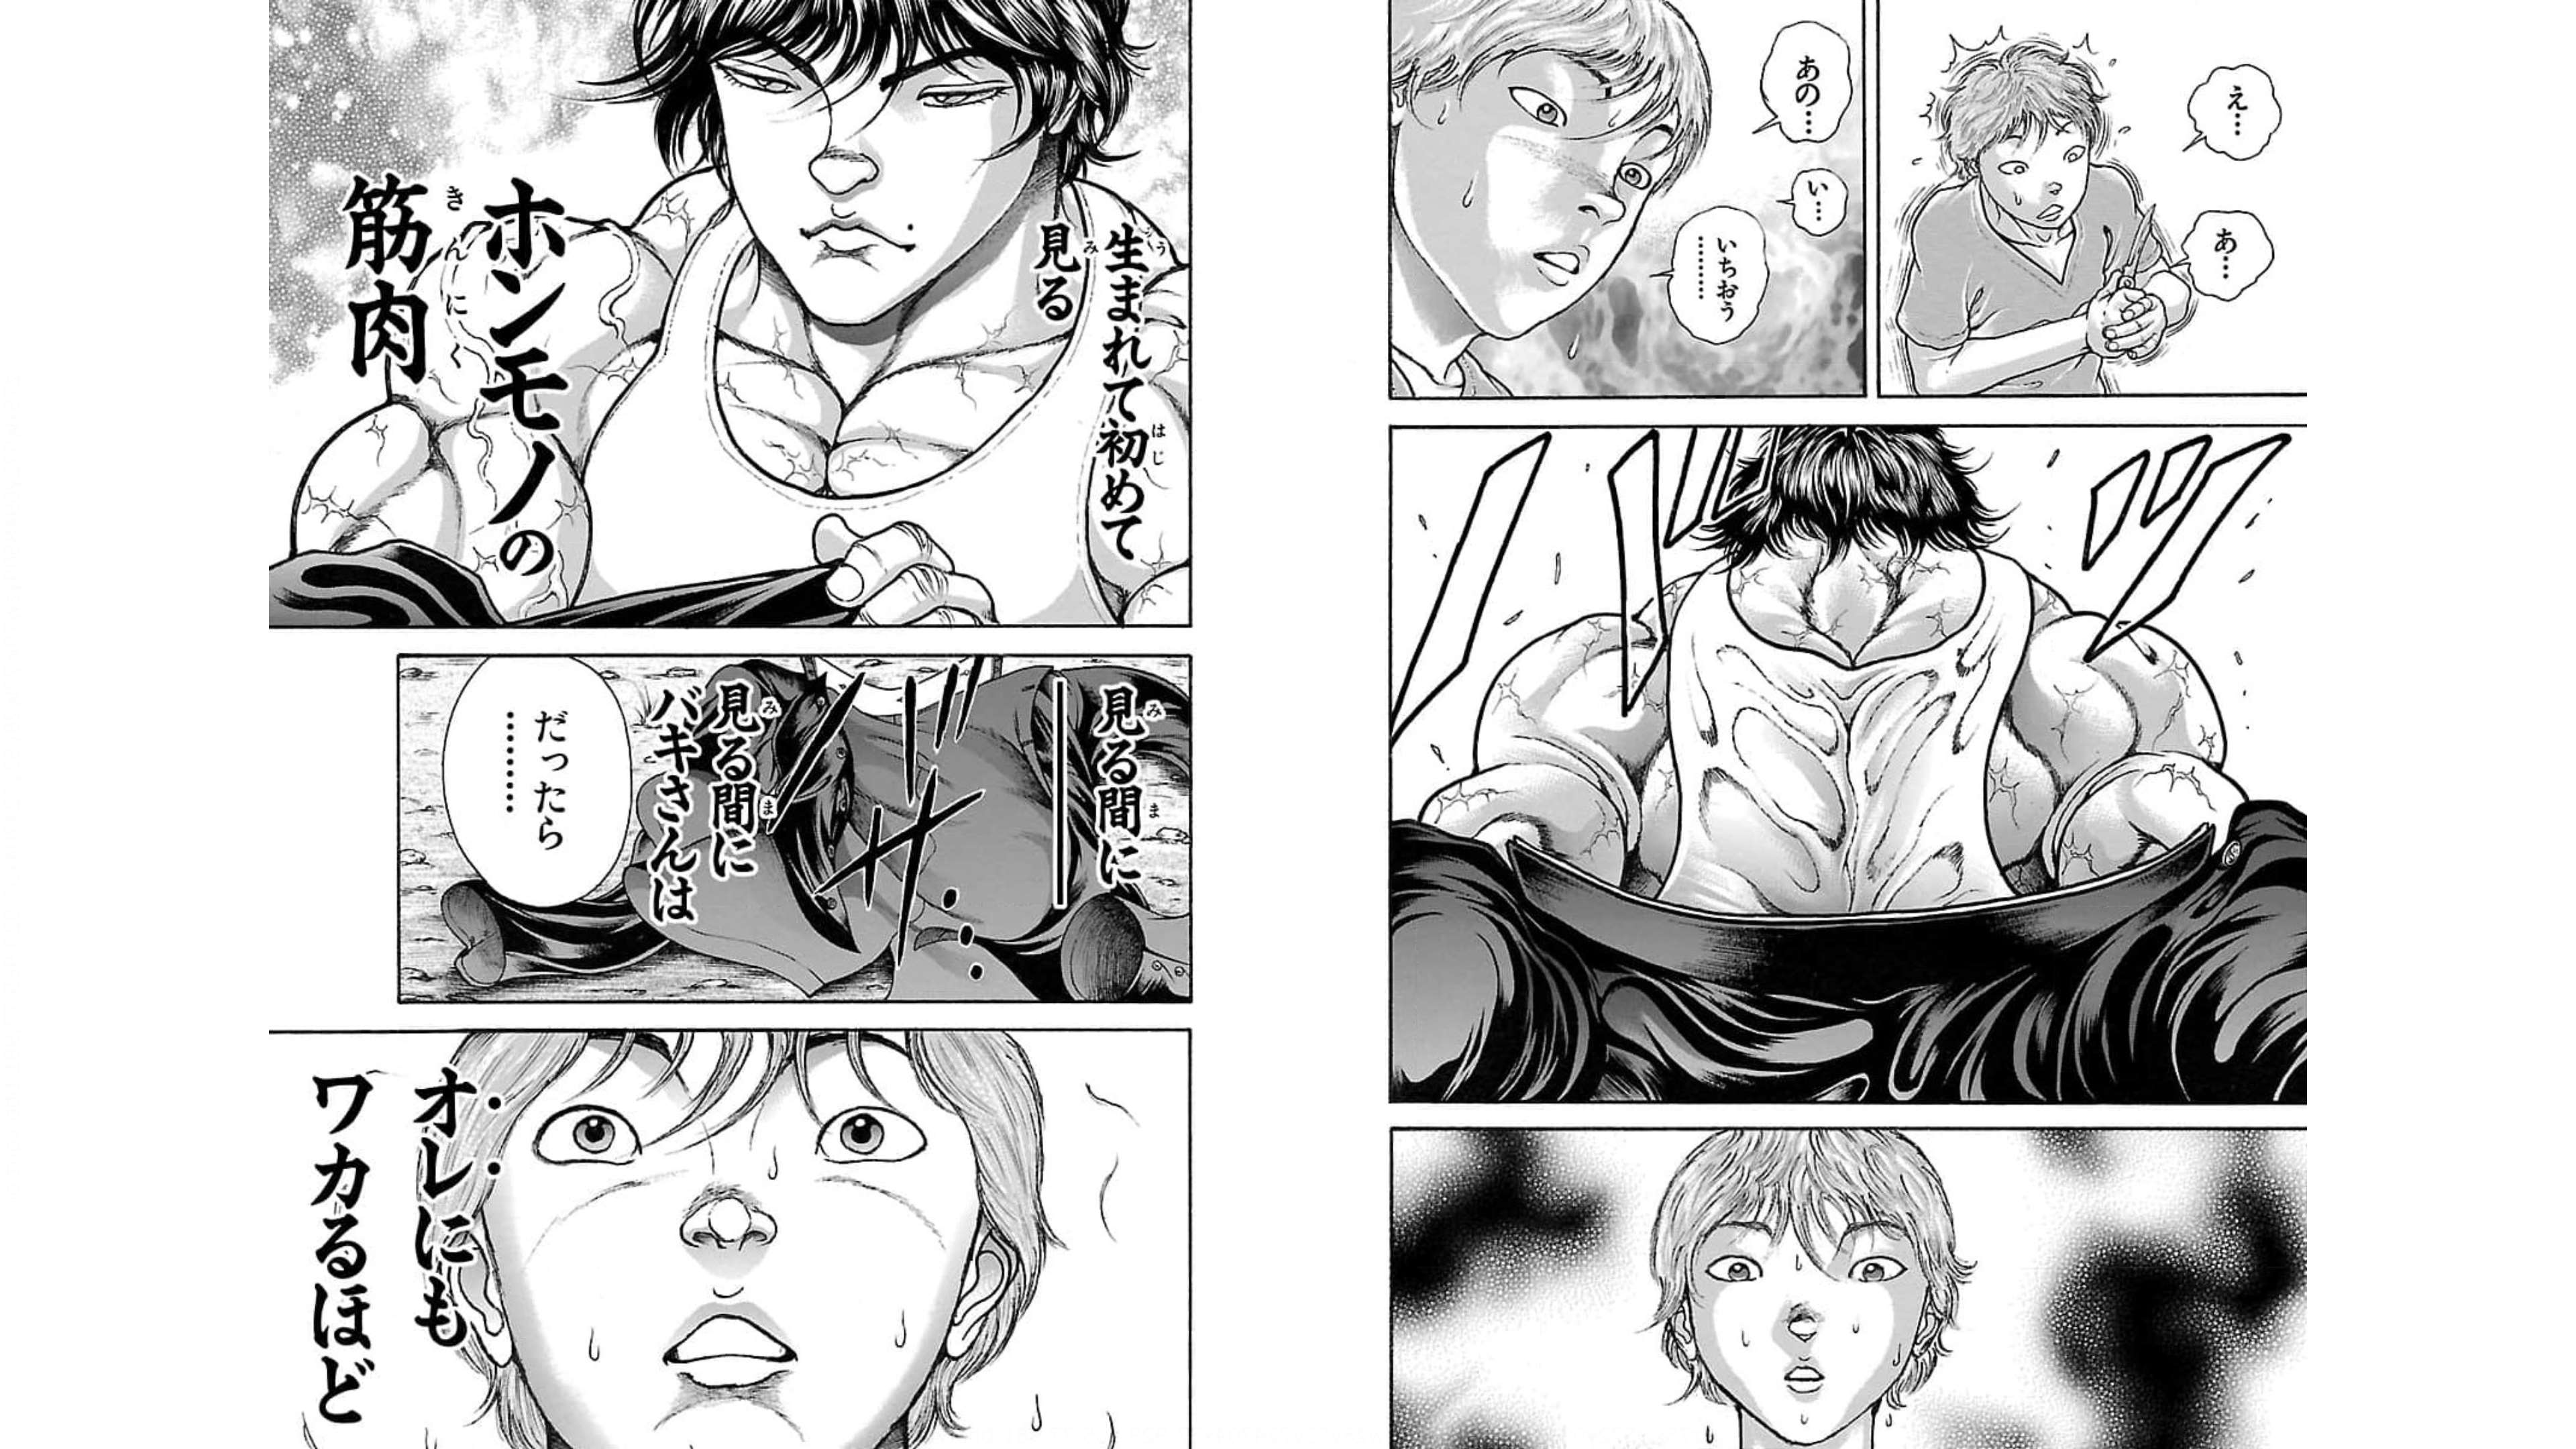 え…
あ…
あの…
い…
いちおう
………
バッ
生まれて初めて
見る
ホンモノの
筋肉
見る間に
見る間に
バキさんは
だったら
………
オレにも
ワカるほど